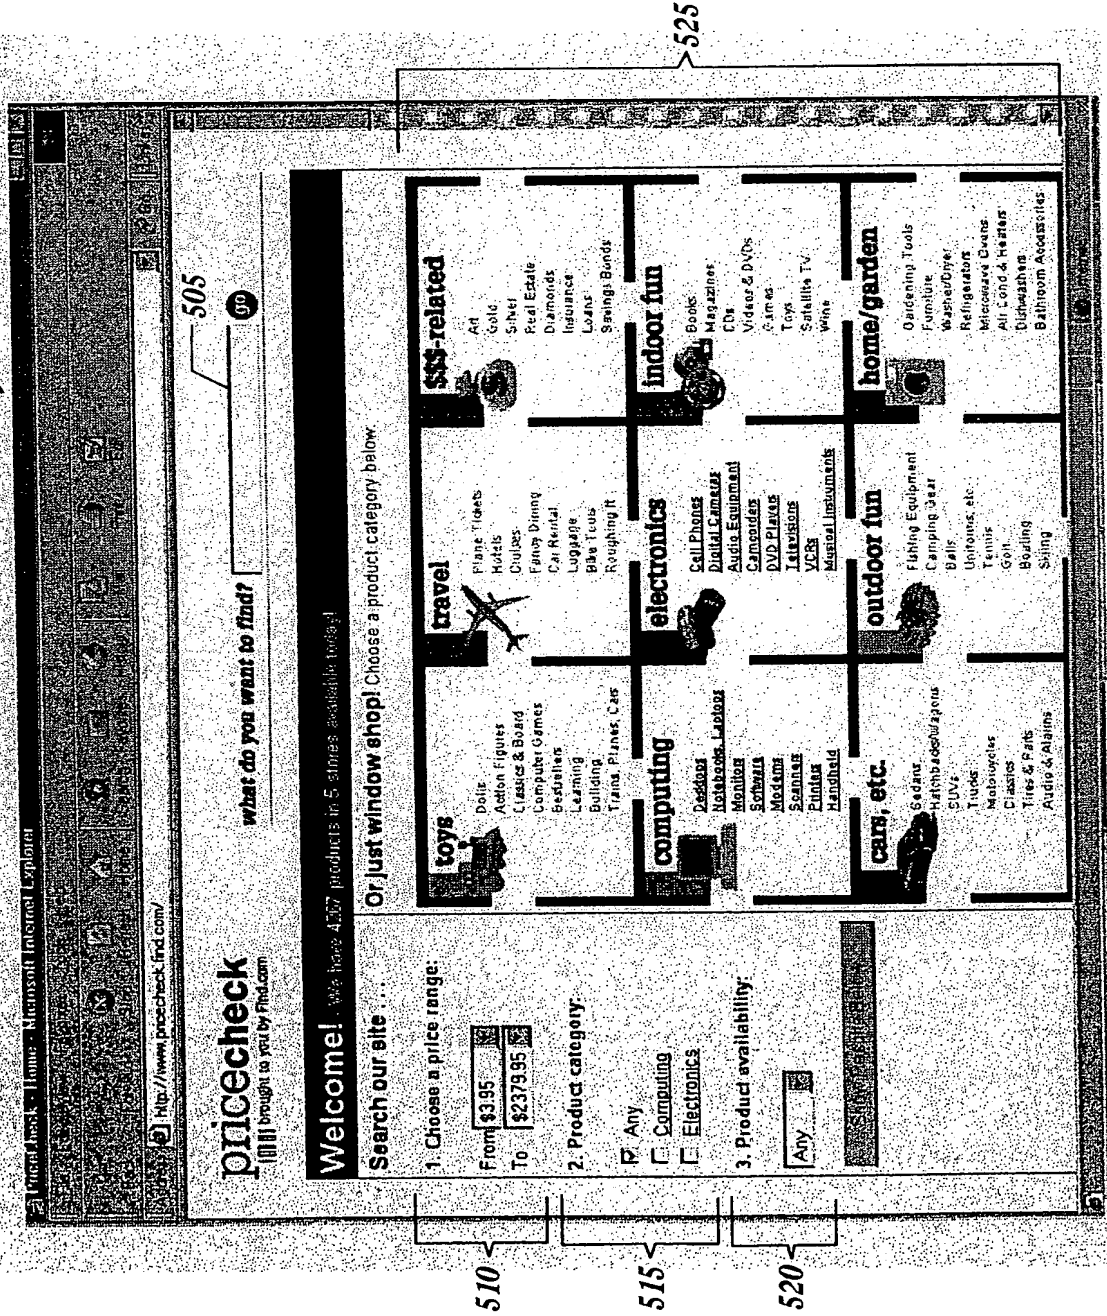 PriceCheck - Home - Microsoft Internet Explorer
http://www.pricecheck.find.com/
pricecheck
brought to you by Find.com
what do you want to find?
go
505
Welcome! We have 4307 products in 5 stores available today!
Search our site ...
1. Choose a price range:
From $3.95
To $2379.95
510
2. Product category:
Any
Computing
Electronics
515
3. Product availability:
Any
520
Or just window shop! Choose a product category below
525
toys
Dolls
Action Figures
Classics & Board
Computer Games
Bestsellers
Learning
Building
Trains, Planes, Cars
travel
Plane Tickets
Hotels
Cruises
Fancy Dining
Car Rental
Luggage
Bike Tours
Roughing It
$$$-related
Art
Gold
Silver
Real Estate
Diamonds
Insurance
Loans
Savings Bonds
computing
Desktops
Notebooks, Laptops
Monitors
Software
Modems
Scanners
Printers
Handheld
electronics
Cell Phones
Digital Cameras
Audio Equipment
Camcorders
DVD Players
Televisions
VCRs
Musical Instruments
indoor fun
Books
Magazines
CDs
Videos & DVDs
Games
Toys
Satellite TV
Wine
cars, etc.
Sedans
Hatchbacks/Wagons
SUVs
Trucks
Motorcycles
Classics
Tires & Parts
Audio & Alarms
outdoor fun
Fishing Equipment
Camping Gear
Balls
Uniforms, etc.
Tennis
Golf
Boating
Skiing
home/garden
Gardening Tools
Furniture
Washer/Dryer
Refrigerators
Microwave Ovens
Air Cond & Heaters
Dishwashers
Bathroom Accessories